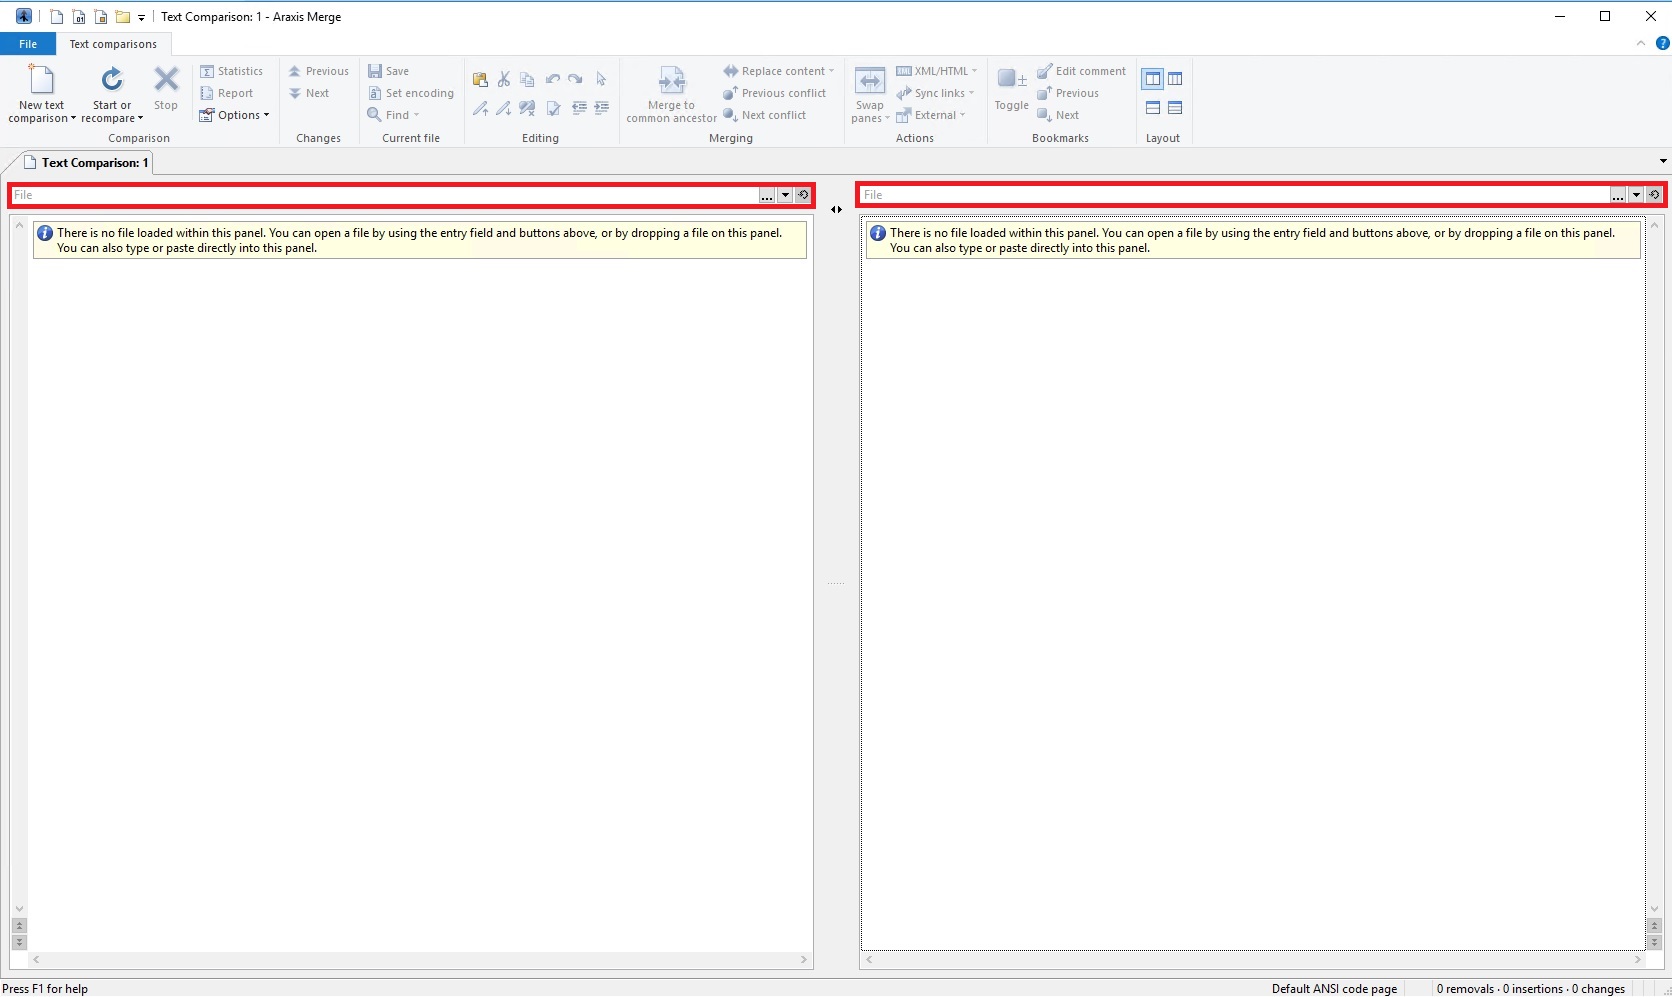 Text Comparison: 1 - Araxis Merge
File
Text comparisons
New text comparison
Start or recompare
Stop
Statistics
Report
Options
Comparison
Previous
Next
Changes
Save
Set encoding
Find
Current file
Editing
Merge to common ancestor
Replace content
Previous conflict
Next conflict
Merging
Swap panes
XML/HTML
Sync links
External
Actions
Toggle
Edit comment
Previous
Next
Bookmarks
Layout
Text Comparison: 1
File
...
File
...
There is no file loaded within this panel. You can open a file by using the entry field and buttons above, or by dropping a file on this panel.
You can also type or paste directly into this panel.
There is no file loaded within this panel. You can open a file by using the entry field and buttons above, or by dropping a file on this panel.
You can also type or paste directly into this panel.
Press F1 for help
Default ANSI code page
0 removals · 0 insertions · 0 changes